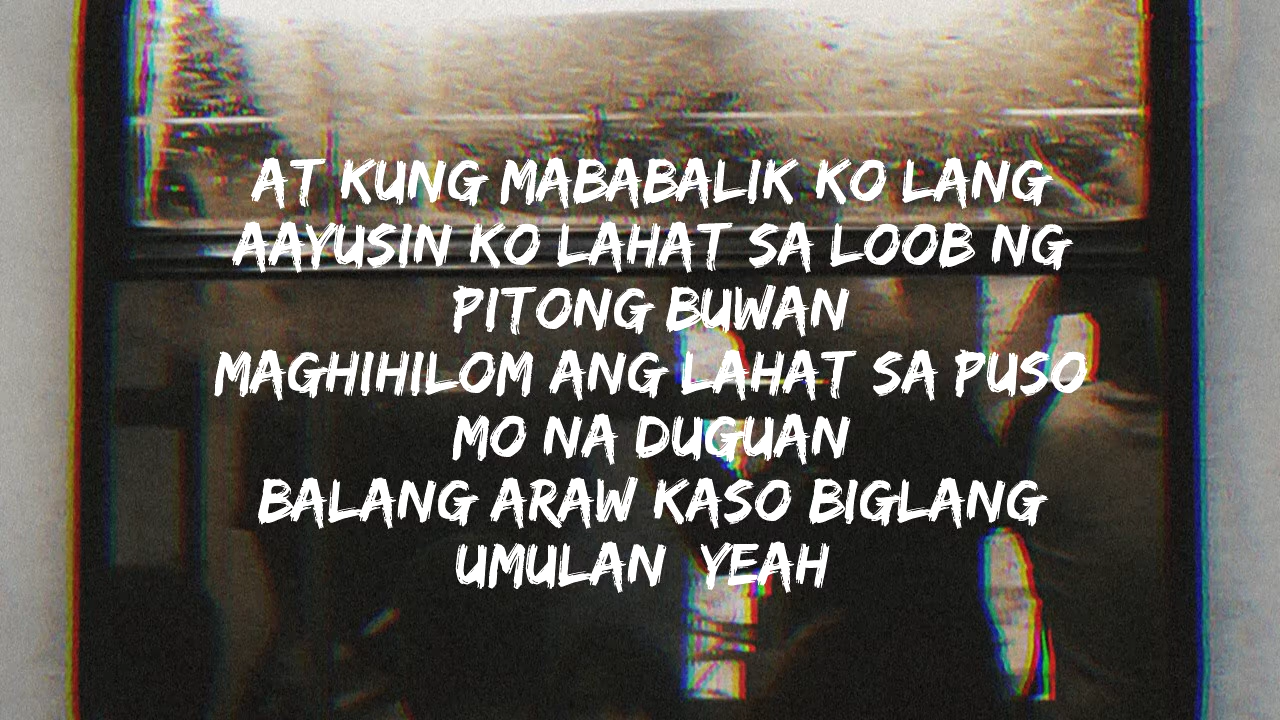 AT KUNG MABABALIK KO LANG
AAYUSIN KO LAHAT SA LOOB NG
PITONG BUWAN
MAGHIHILOM ANG LAHAT SA PUSO
MO NA DUGUAN
BALANG ARAW KASO BIGLANG
UMULAN YEAH